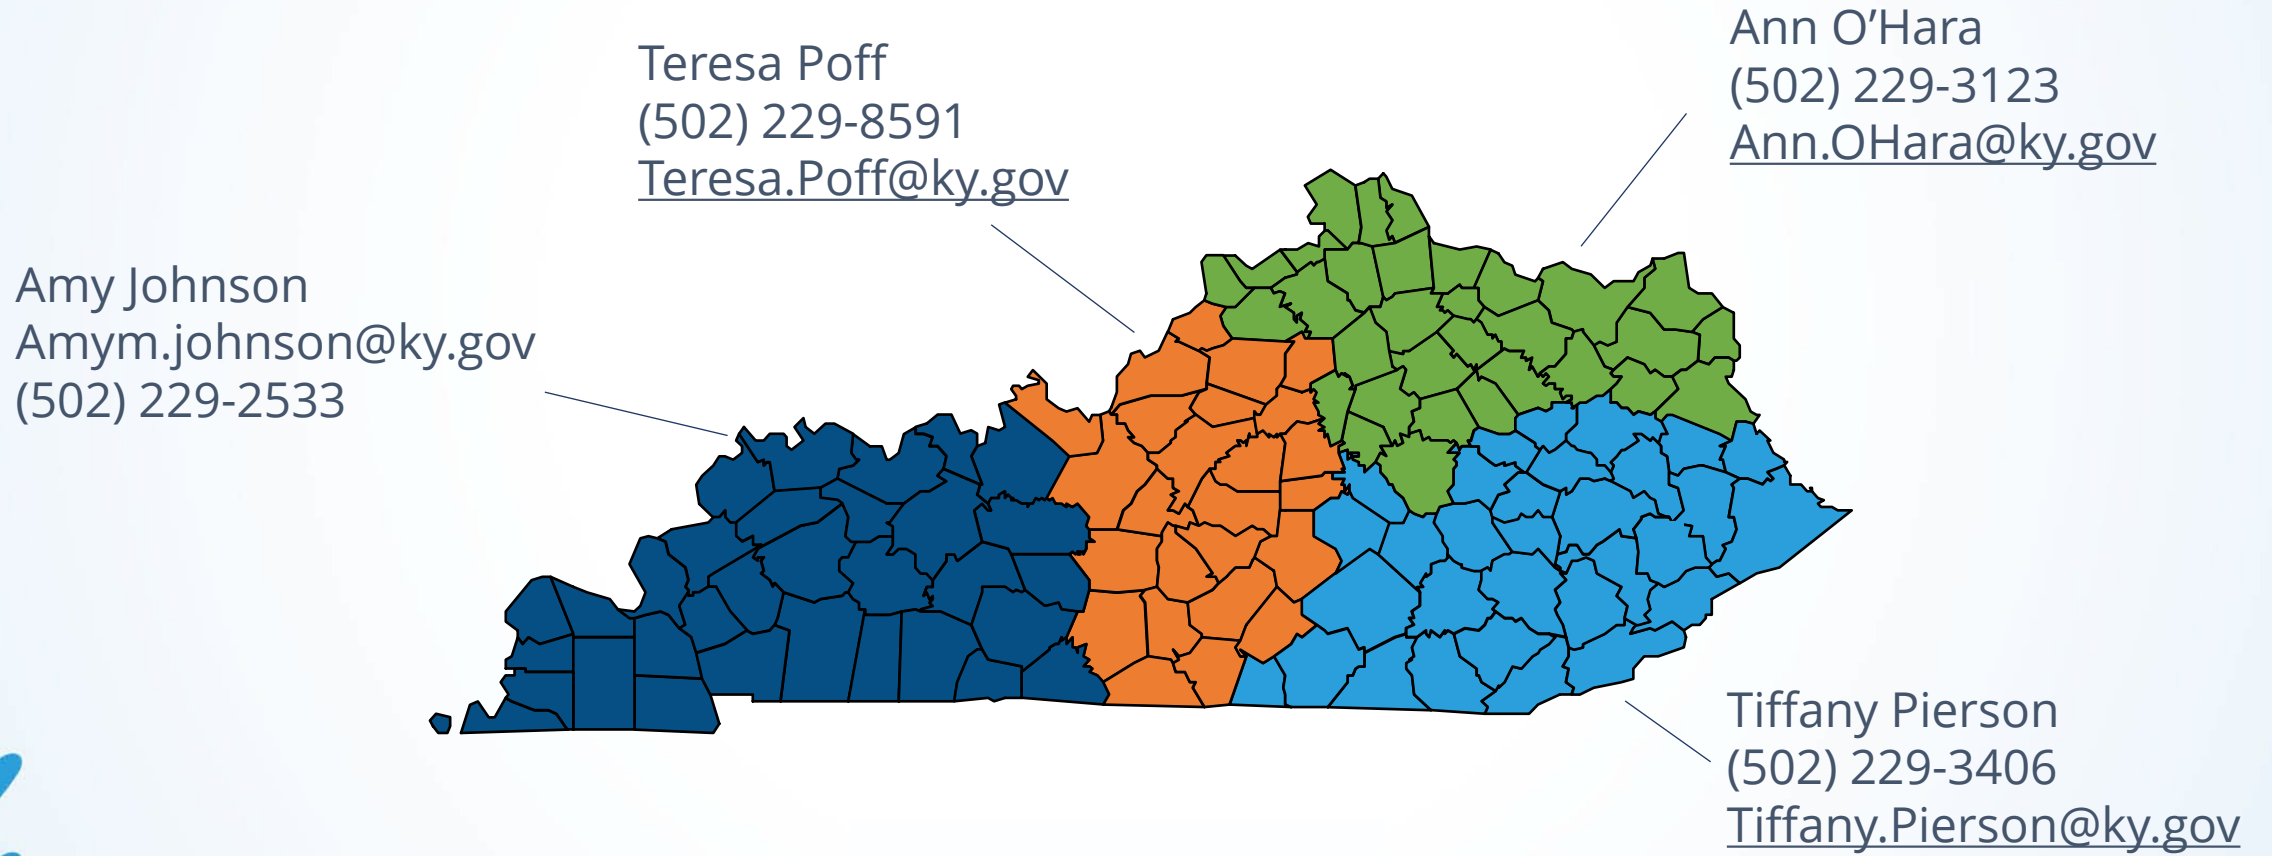 Teresa Poff
(502) 229-8591
Teresa.Poff@ky.gov
Ann O’Hara
(502) 229-3123
Ann.OHara@ky.gov
Amy Johnson
Amym.johnson@ky.gov
(502) 229-2533
Tiffany Pierson
(502) 229-3406
Tiffany.Pierson@ky.gov